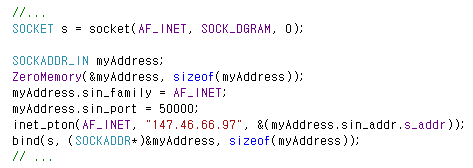 //...
SOCKET s = socket(AF_INET, SOCK_DGRAM, 0);
SOCKADDR_IN myAddress;
ZeroMemory(&myAddress, sizeof(myAddress));
myAddress.sin_family = AF_INET;
myAddress.sin_port = 50000;
inet_pton(AF_INET, "147.46.66.97", &(myAddress.sin_addr.s_addr));
bind(s, (SOCKADDR*)&myAddress, sizeof(myAddress));
// ...